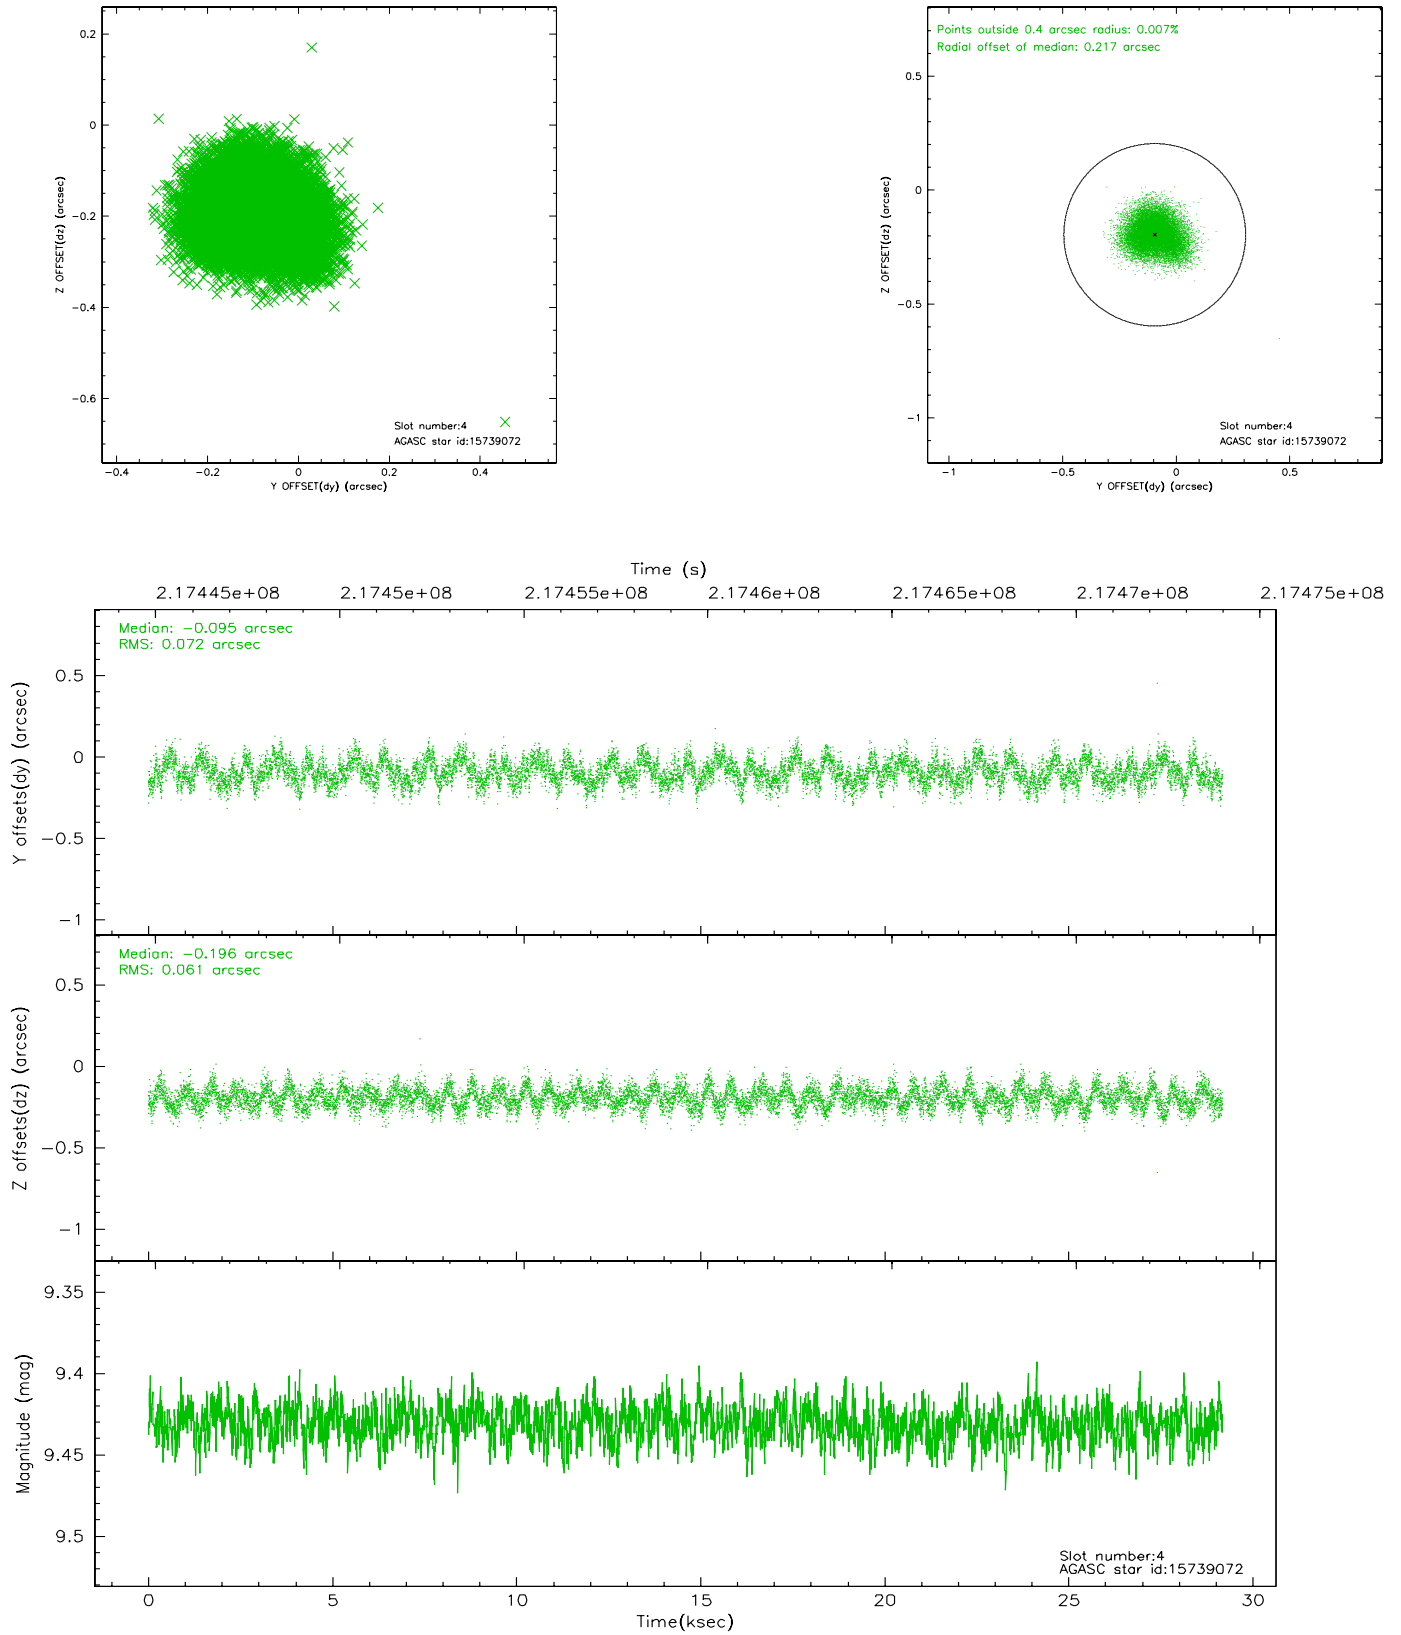 0.2
0
−0.2
−0.4
−0.6
Z OFFSET(dz) (arcsec)
Slot number:4
AGASC star id:15739072
−0.4 −0.2 0 0.2 0.4
Y OFFSET(dy) (arcsec)
Points outside 0.4 arcsec radius: 0.007%
Radial offset of median: 0.217 arcsec
0.5
0
−0.5
−1
Z OFFSET(dz) (arcsec)
Slot number:4
AGASC star id:15739072
−1 −0.5 0 0.5
Y OFFSET(dy) (arcsec)
Time (s)
2.17445e+08 2.1745e+08 2.17455e+08 2.1746e+08 2.17465e+08 2.1747e+08 2.17475e+08
Median: −0.095 arcsec
RMS: 0.072 arcsec
0.5
0
−0.5
−1
Y offsets(dy) (arcsec)
Median: −0.196 arcsec
RMS: 0.061 arcsec
0.5
0
−0.5
−1
Z offsets(dz) (arcsec)
9.35
9.4
9.45
9.5
Magnitude (mag)
Slot number:4
AGASC star id:15739072
0 5 10 15 20 25 30
Time(ksec)